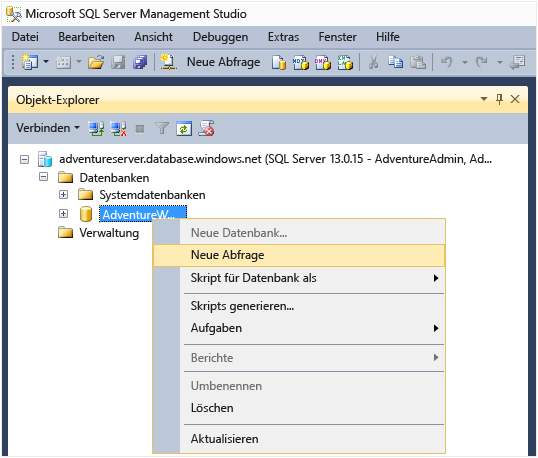 Microsoft SQL Server Management Studio
Datei Bearbeiten Ansicht Debuggen Extras Fenster Hilfe
Neue Abfrage
Objekt-Explorer
Verbinden
adventureserver.database.windows.net (SQL Server 13.0.15 - AdventureAdmin, Ad...
Datenbanken
Systemdatenbanken
AdventureW...
Verwaltung
Neue Datenbank...
Neue Abfrage
Skript für Datenbank als
Skripts generieren...
Aufgaben
Berichte
Umbenennen
Löschen
Aktualisieren